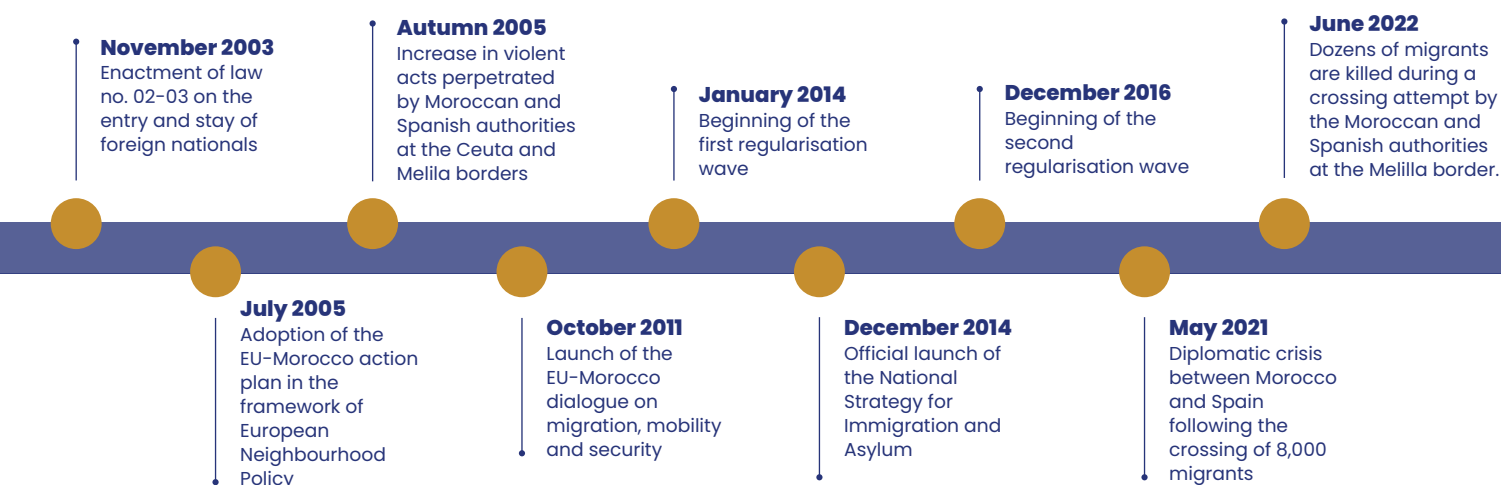 November 2003
Enactment of law
no. 02-03 on the
entry and stay of
foreign nationals
July 2005
Adoption of the
EU-Morocco action
plan in the
framework of
European
Neighbourhood
Policy
Autumn 2005
Increase in violent
acts perpetrated
by Moroccan and
Spanish authorities
at the Ceuta and
Melila borders
October 2011
Launch of the
EU-Morocco
dialogue on
migration, mobility
and security
January 2014
Beginning of the
first regularisation
wave
December 2014
Official launch of
the National
Strategy for
Immigration and
Asylum
December 2016
Beginning of the
second
regularisation wave
May 2021
Diplomatic crisis
between Morocco
and Spain
following the
crossing of 8,000
migrants
June 2022
Dozens of migrants
are killed during a
crossing attempt by
the Moroccan and
Spanish authorities
at the Melilla border.